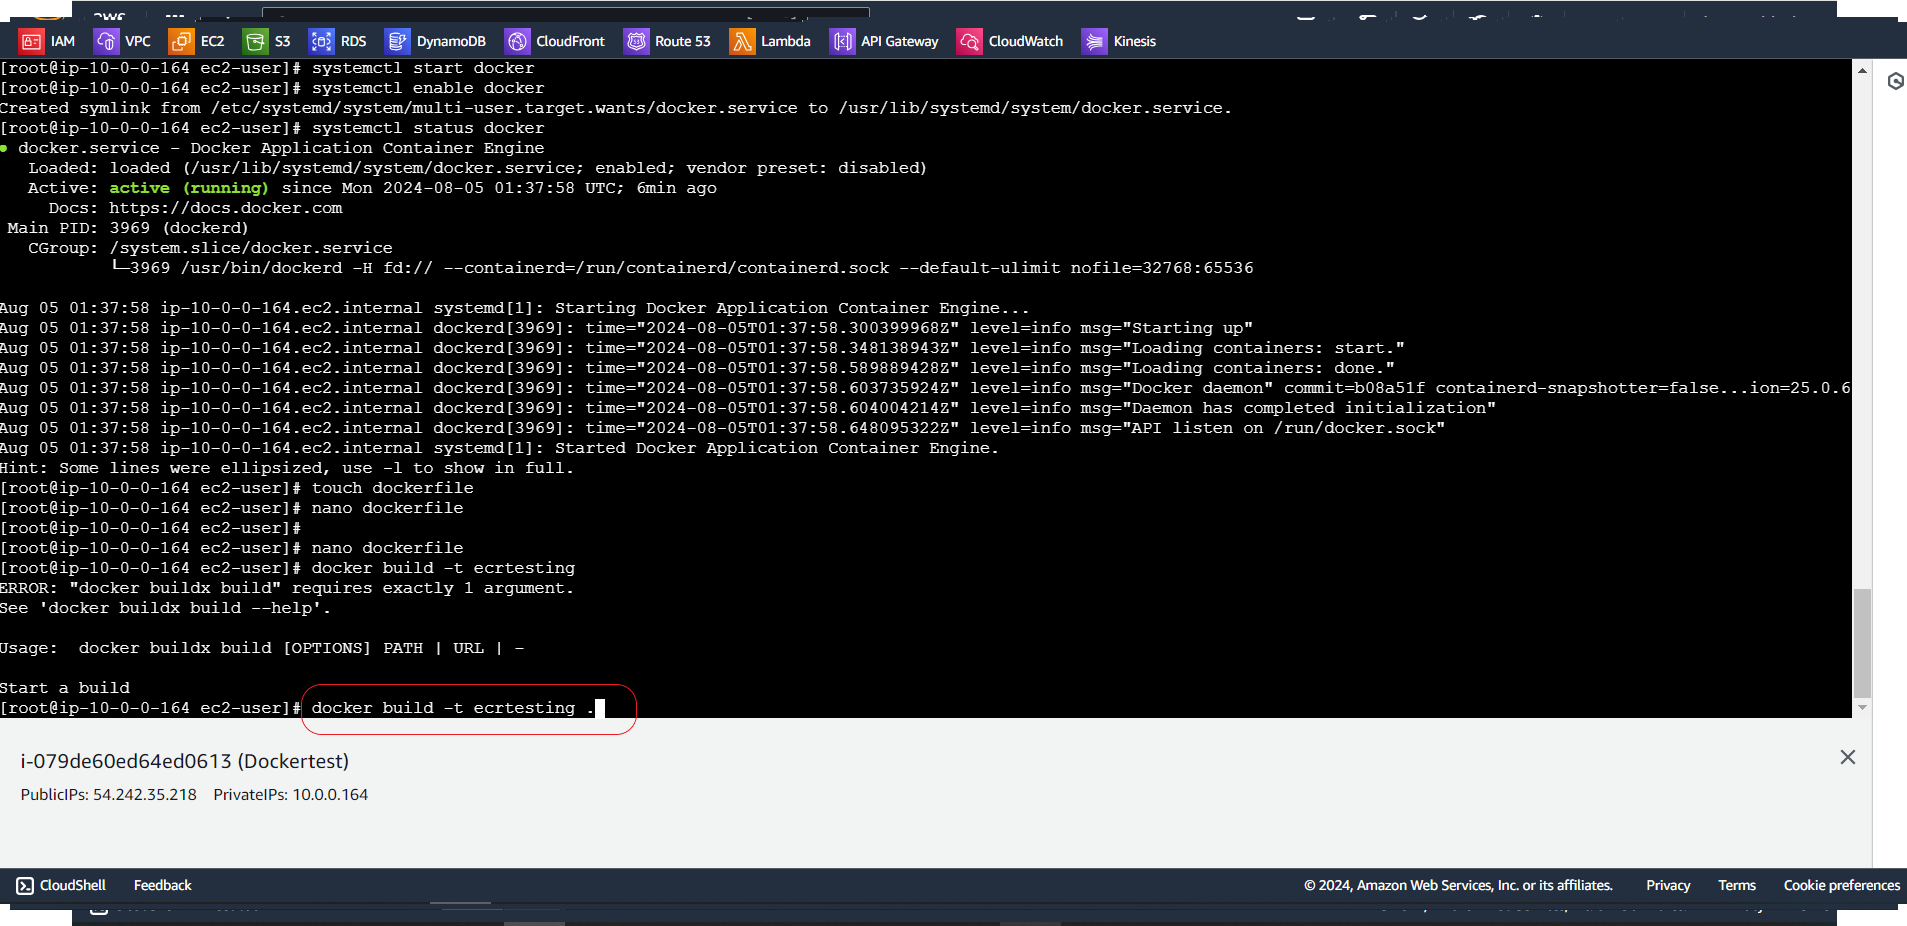 IAM VPC EC2 S3 RDS DynamoDB CloudFront Route 53 Lambda API Gateway CloudWatch Kinesis
[root@ip-10-0-0-164 ec2-user]# systemctl start docker
[root@ip-10-0-0-164 ec2-user]# systemctl enable docker
Created symlink from /etc/systemd/system/multi-user.target.wants/docker.service to /usr/lib/systemd/system/docker.service.
[root@ip-10-0-0-164 ec2-user]# systemctl status docker
● docker.service - Docker Application Container Engine
Loaded: loaded (/usr/lib/systemd/system/docker.service; enabled; vendor preset: disabled)
Active: active (running) since Mon 2024-08-05 01:37:58 UTC; 6min ago
Docs: https://docs.docker.com
Main PID: 3969 (dockerd)
CGroup: /system.slice/docker.service
└─3969 /usr/bin/dockerd -H fd:// --containerd=/run/containerd/containerd.sock --default-ulimit nofile=32768:65536
Aug 05 01:37:58 ip-10-0-0-164.ec2.internal systemd[1]: Starting Docker Application Container Engine...
Aug 05 01:37:58 ip-10-0-0-164.ec2.internal dockerd[3969]: time="2024-08-05T01:37:58.300399968Z" level=info msg="Starting up"
Aug 05 01:37:58 ip-10-0-0-164.ec2.internal dockerd[3969]: time="2024-08-05T01:37:58.348138943Z" level=info msg="Loading containers: start."
Aug 05 01:37:58 ip-10-0-0-164.ec2.internal dockerd[3969]: time="2024-08-05T01:37:58.589889428Z" level=info msg="Loading containers: done."
Aug 05 01:37:58 ip-10-0-0-164.ec2.internal dockerd[3969]: time="2024-08-05T01:37:58.603735924Z" level=info msg="Docker daemon" commit=b08a51f containerd-snapshotter=false...ion=25.0.6
Aug 05 01:37:58 ip-10-0-0-164.ec2.internal dockerd[3969]: time="2024-08-05T01:37:58.604004214Z" level=info msg="Daemon has completed initialization"
Aug 05 01:37:58 ip-10-0-0-164.ec2.internal dockerd[3969]: time="2024-08-05T01:37:58.648095322Z" level=info msg="API listen on /run/docker.sock"
Aug 05 01:37:58 ip-10-0-0-164.ec2.internal systemd[1]: Started Docker Application Container Engine.
Hint: Some lines were ellipsized, use -l to show in full.
[root@ip-10-0-0-164 ec2-user]# touch dockerfile
[root@ip-10-0-0-164 ec2-user]# nano dockerfile
[root@ip-10-0-0-164 ec2-user]#
[root@ip-10-0-0-164 ec2-user]# nano dockerfile
[root@ip-10-0-0-164 ec2-user]# docker build -t ecrtesting
ERROR: "docker buildx build" requires exactly 1 argument.
See 'docker buildx build --help'.
Usage:  docker buildx build [OPTIONS] PATH | URL | -
Start a build
[root@ip-10-0-0-164 ec2-user]# docker build -t ecrtesting .
i-079de60ed64ed0613 (Dockertest)
PublicIPs: 54.242.35.218 PrivateIPs: 10.0.0.164
CloudShell Feedback © 2024, Amazon Web Services, Inc. or its affiliates. Privacy Terms Cookie preferences